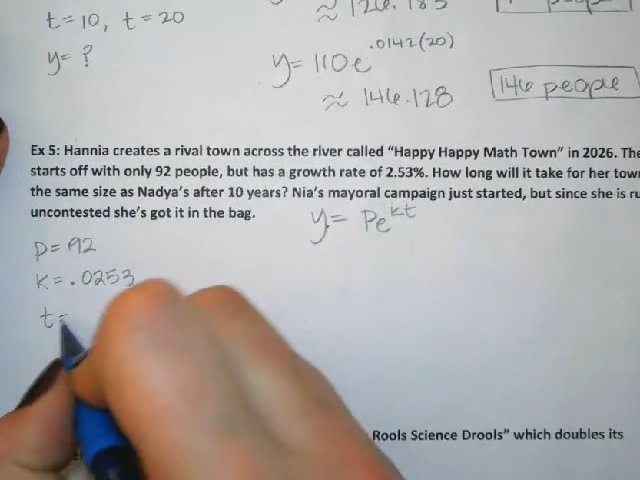 ≈ 126.183
people
t=10, t=20
y= ?
y= 110e^.0142(20)
146 people
≈ 146.128
Ex 5: Hannia creates a rival town across the river called "Happy Happy Math Town" in 2026. The
starts off with only 92 people, but has a growth rate of 2.53%. How long will it take for her tow
the same size as Nadya's after 10 years? Nia's mayoral campaign just started, but since she is ru
uncontested she's got it in the bag.
y= Pe^kt
P= 92
K= .0253
t=
Rools Science Drools" which doubles its